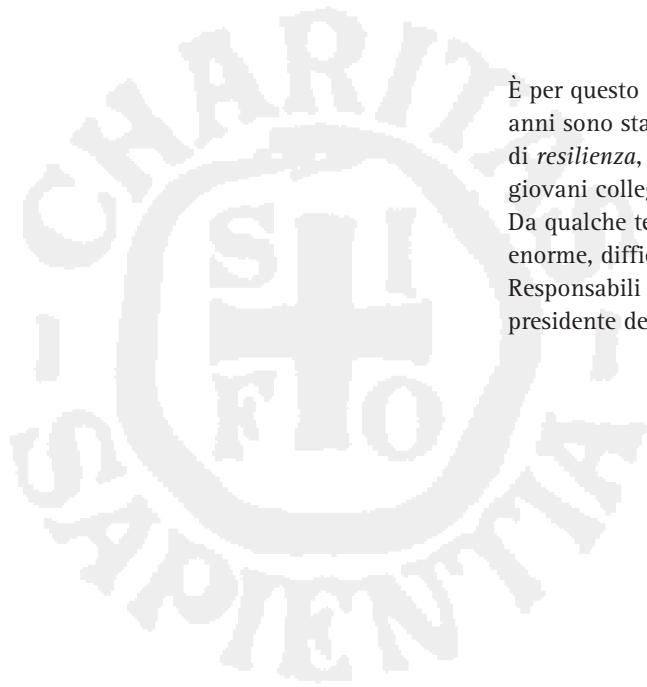 È per questo
anni sono sta
di resilienza,
giovani colleg
Da qualche te
enorme, diffic
Responsabili
presidente de
CHARITAS
S I
F O
SAPIENTIA